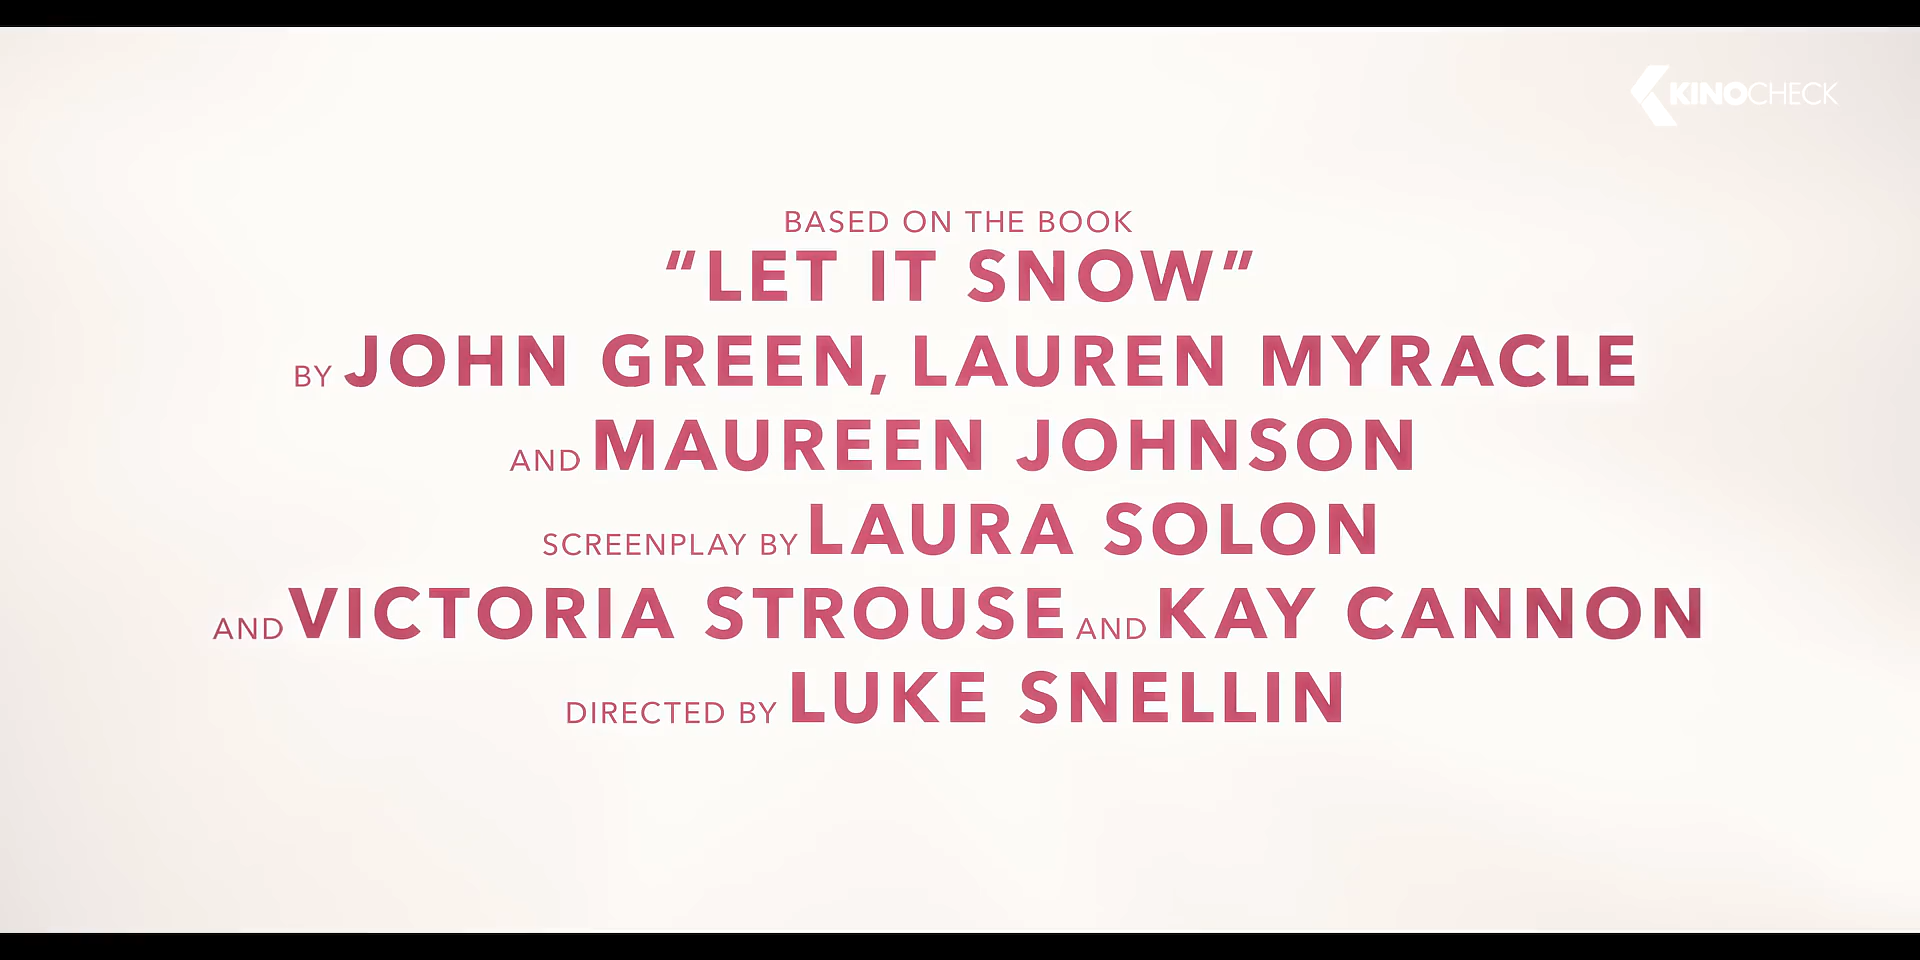 KINOCHECK
BASED ON THE BOOK
“LET IT SNOW”
BY JOHN GREEN, LAUREN MYRACLE
AND MAUREEN JOHNSON
SCREENPLAY BY LAURA SOLON
AND VICTORIA STROUSE AND KAY CANNON
DIRECTED BY LUKE SNELLIN